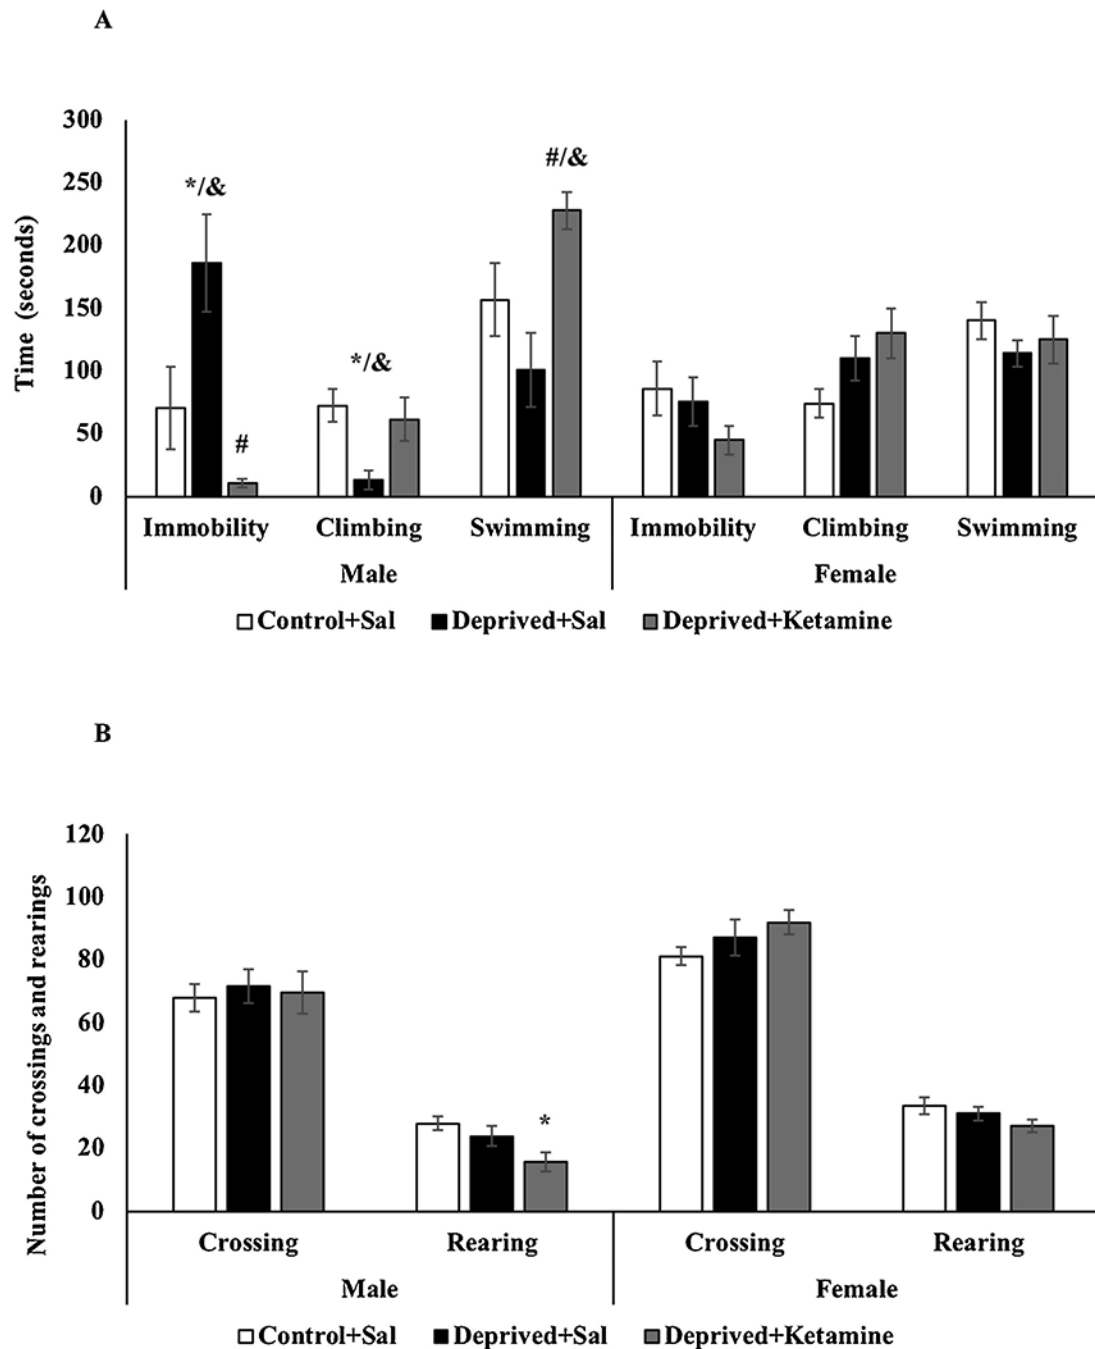 A
Time (seconds)
300
250
200
150
100
50
0
*/&
#
*/&
#/&
Immobility Climbing Swimming Immobility Climbing Swimming
Male Female
Control+Sal Deprived+Sal Deprived+Ketamine
B
Number of crossings and rearings
120
100
80
60
40
20
0
*
Crossing Rearing Crossing Rearing
Male Female
Control+Sal Deprived+Sal Deprived+Ketamine